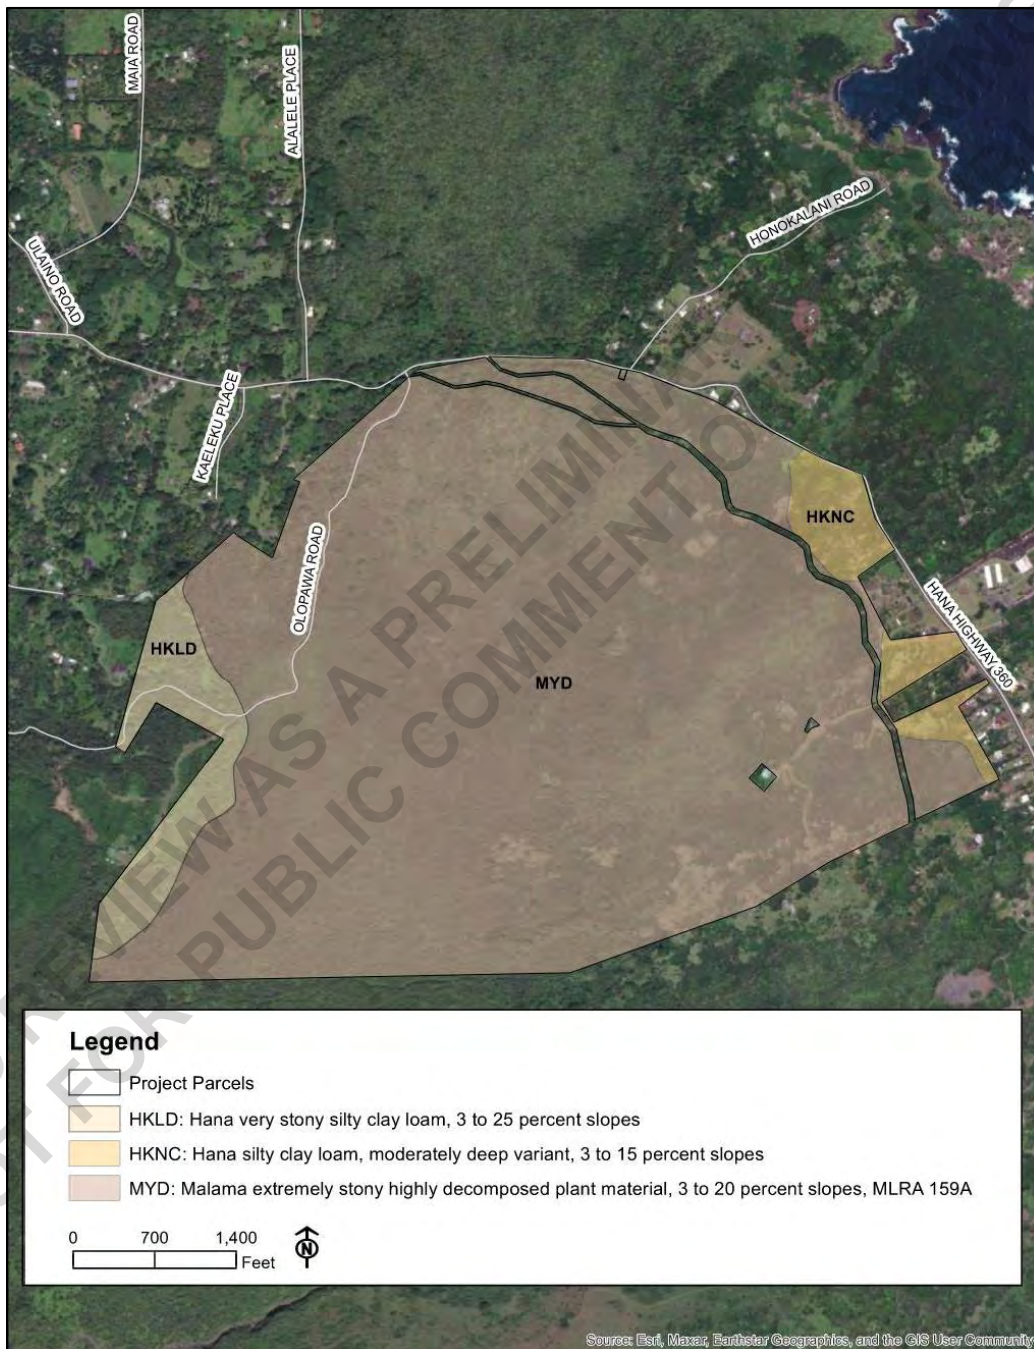 MAIA ROAD
ALALELE PLACE
HONOKALANI ROAD
ULAINO ROAD
KAELEKU PLACE
OLOPAWA ROAD
HKNC
HANA HIGHWAY 360
HKLD
MYD
REVIEW AS A PRELIMINAR
FOR PUBLIC COMMENT O
Legend
Project Parcels
HKLD: Hana very stony silty clay loam, 3 to 25 percent slopes
HKNC: Hana silty clay loam, moderately deep variant, 3 to 15 percent slopes
MYD: Malama extremely stony highly decomposed plant material, 3 to 20 percent slopes, MLRA 159A
0 700 1,400
Feet
N
Source: Esri, Maxar, Earthstar Geographics, and the GIS User Community